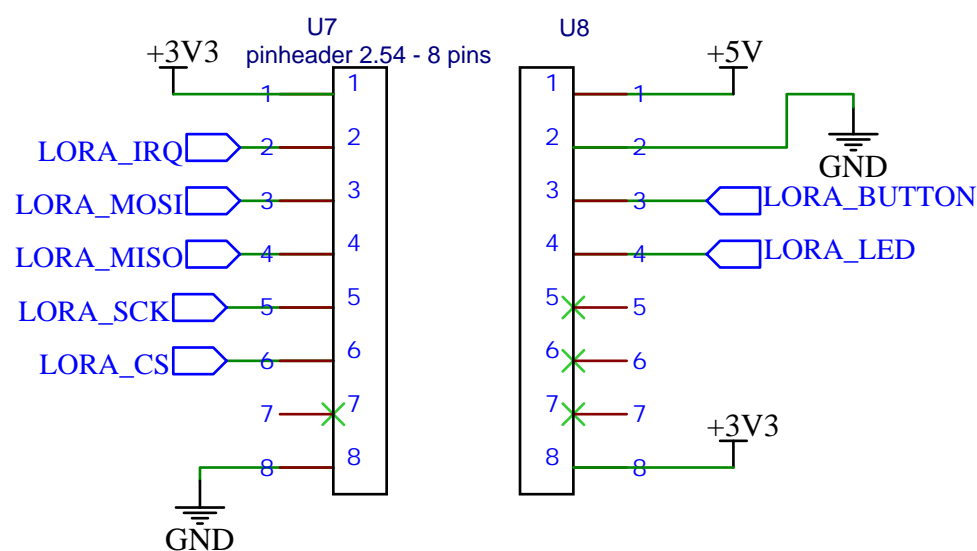 U7
pinheader 2.54 - 8 pins
+3V3
1 1
LORA_IRQ 2 2
LORA_MOSI 3 3
LORA_MISO 4 4
LORA_SCK 5 5
LORA_CS 6 6
7 7
8 8
GND
U8
+5V
1 1
2 2
GND
3 3 LORA_BUTTON
4 4 LORA_LED
5 5
6 6
7 7
+3V3
8 8